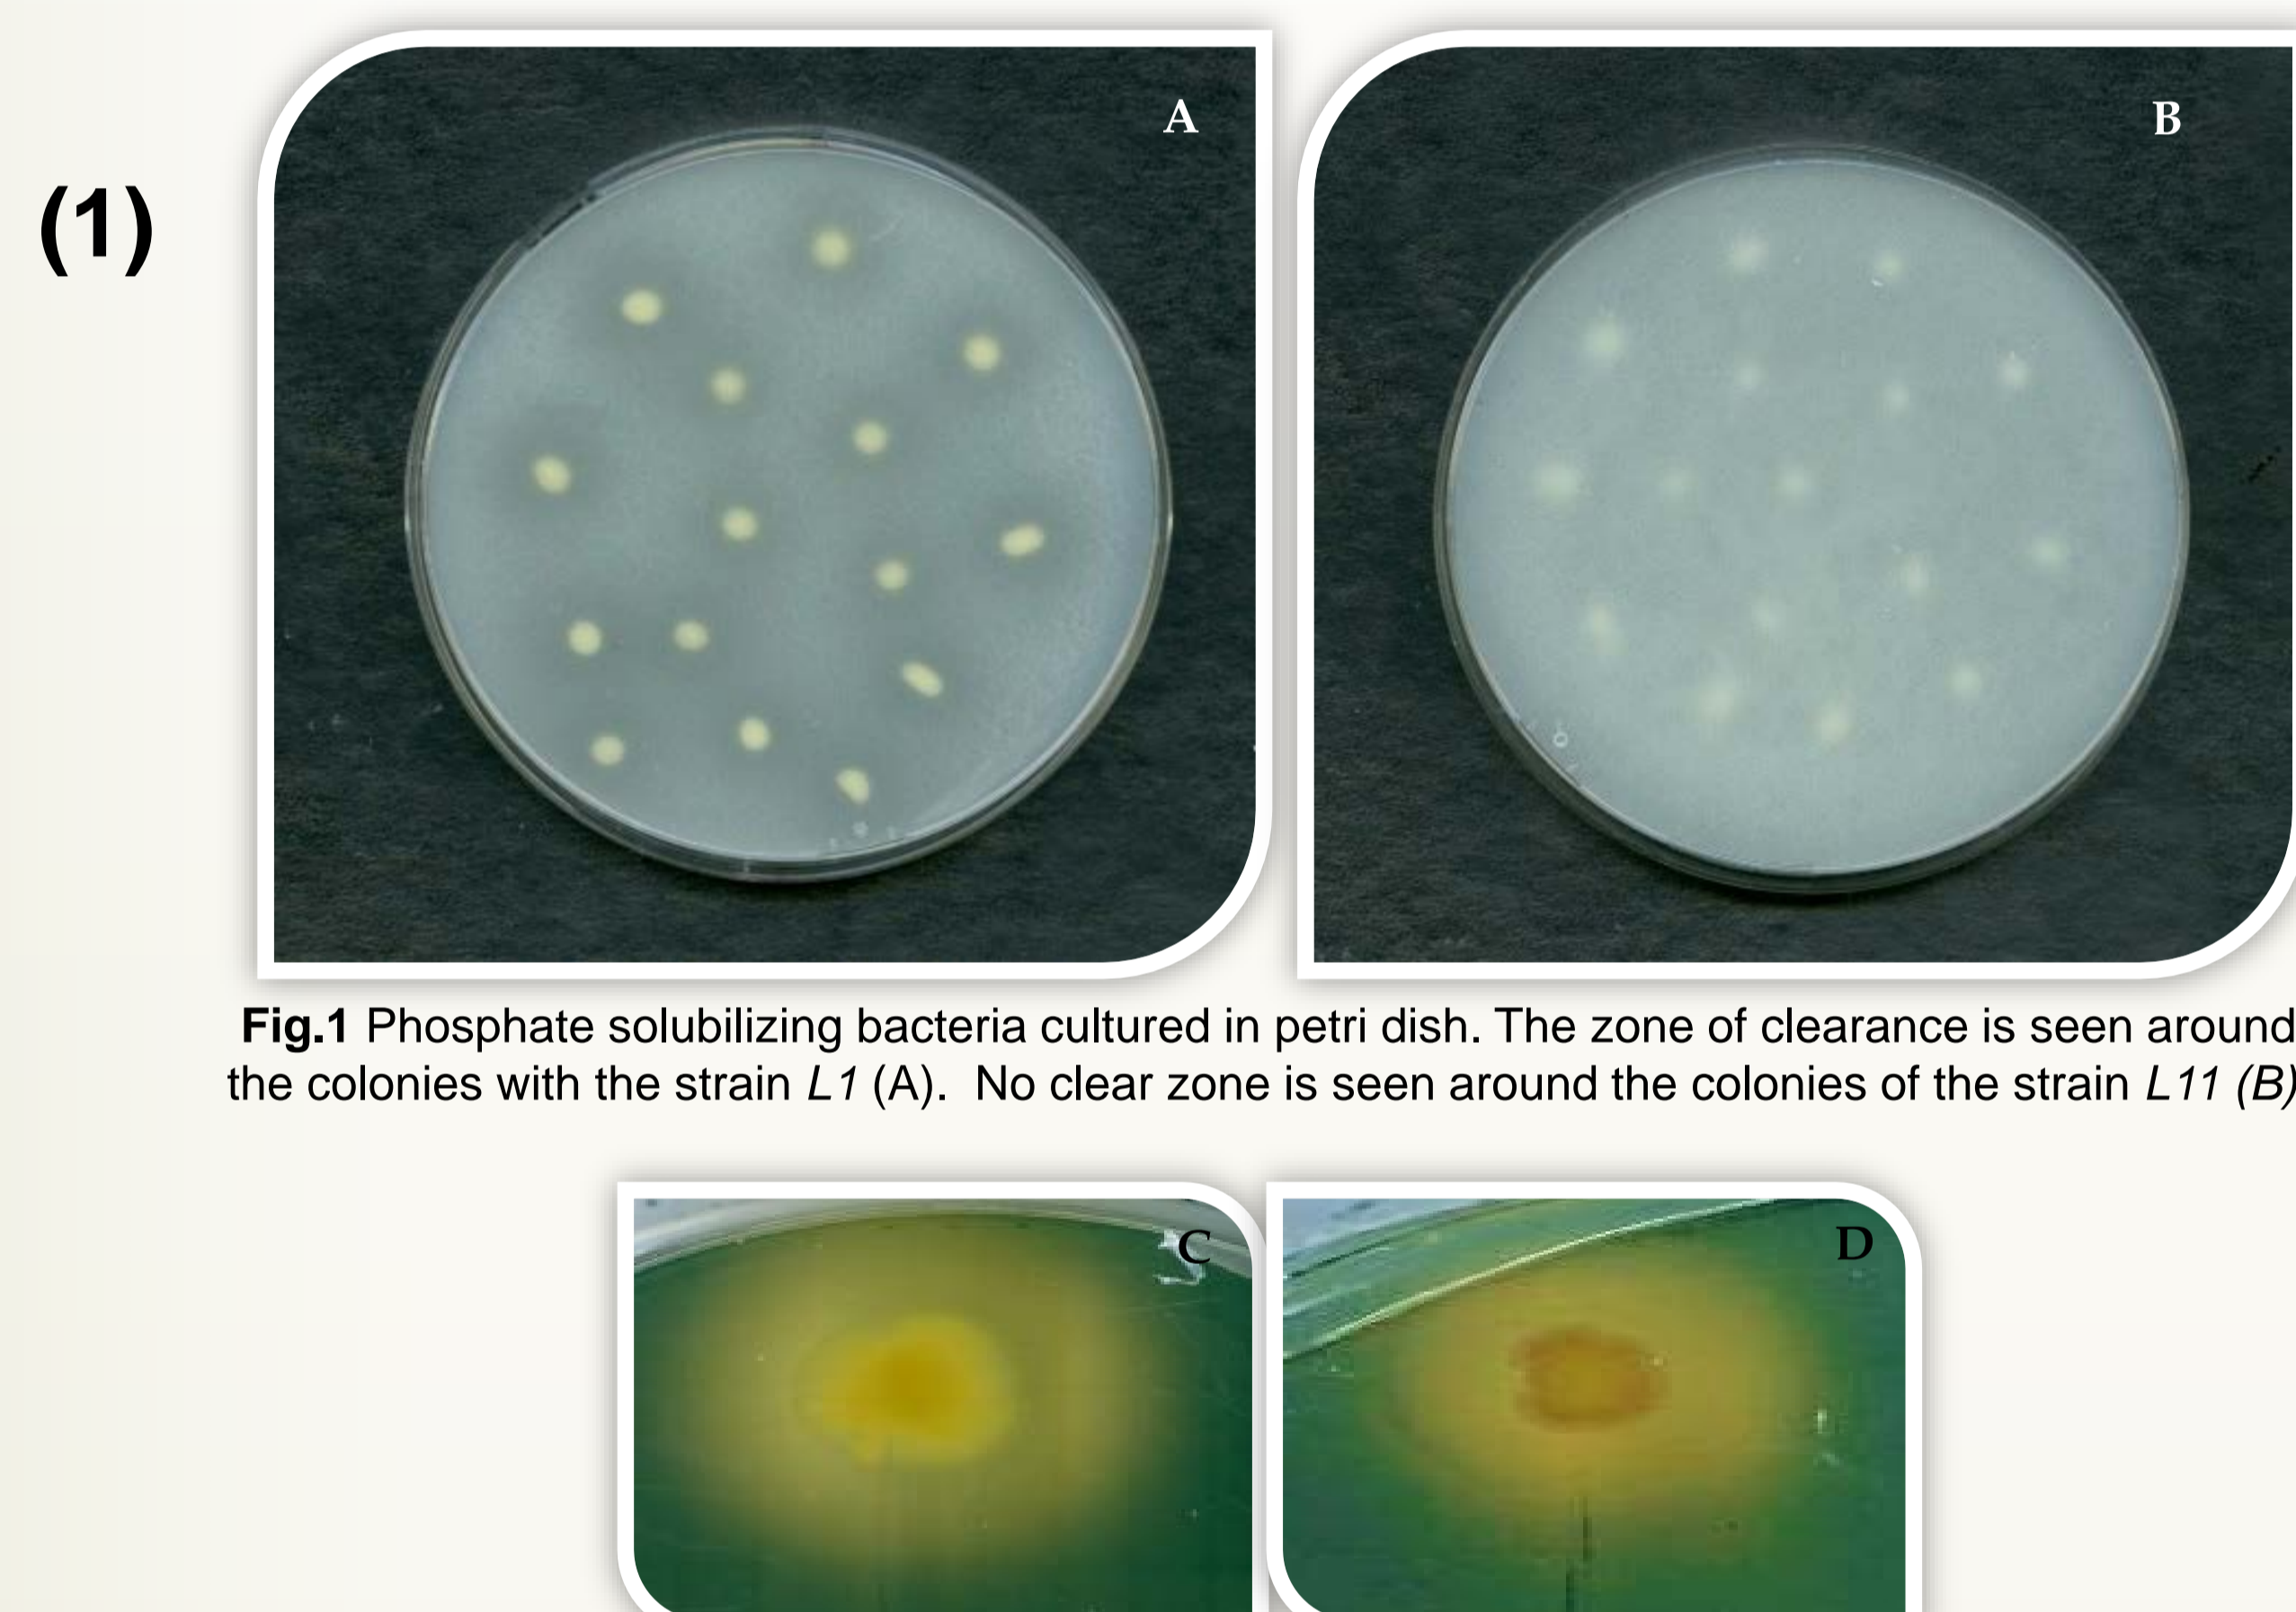 (1)
A
B
Fig.1 Phosphate solubilizing bacteria cultured in petri dish. The zone of clearance is seen around
the colonies with the strain L1 (A).  No clear zone is seen around the colonies of the strain L11 (B)
C
D